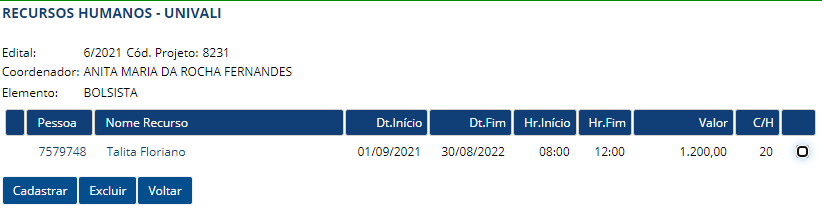 RECURSOS HUMANOS - UNIVALI
Edital: 6/2021 Cód. Projeto: 8231
Coordenador: ANITA MARIA DA ROCHA FERNANDES
Elemento: BOLSISTA
Pessoa Nome Recurso Dt.Início Dt.Fim Hr.Início Hr.Fim Valor C/H
7579748 Talita Floriano 01/09/2021 30/08/2022 08:00 12:00 1.200,00 20
Cadastrar Excluir Voltar